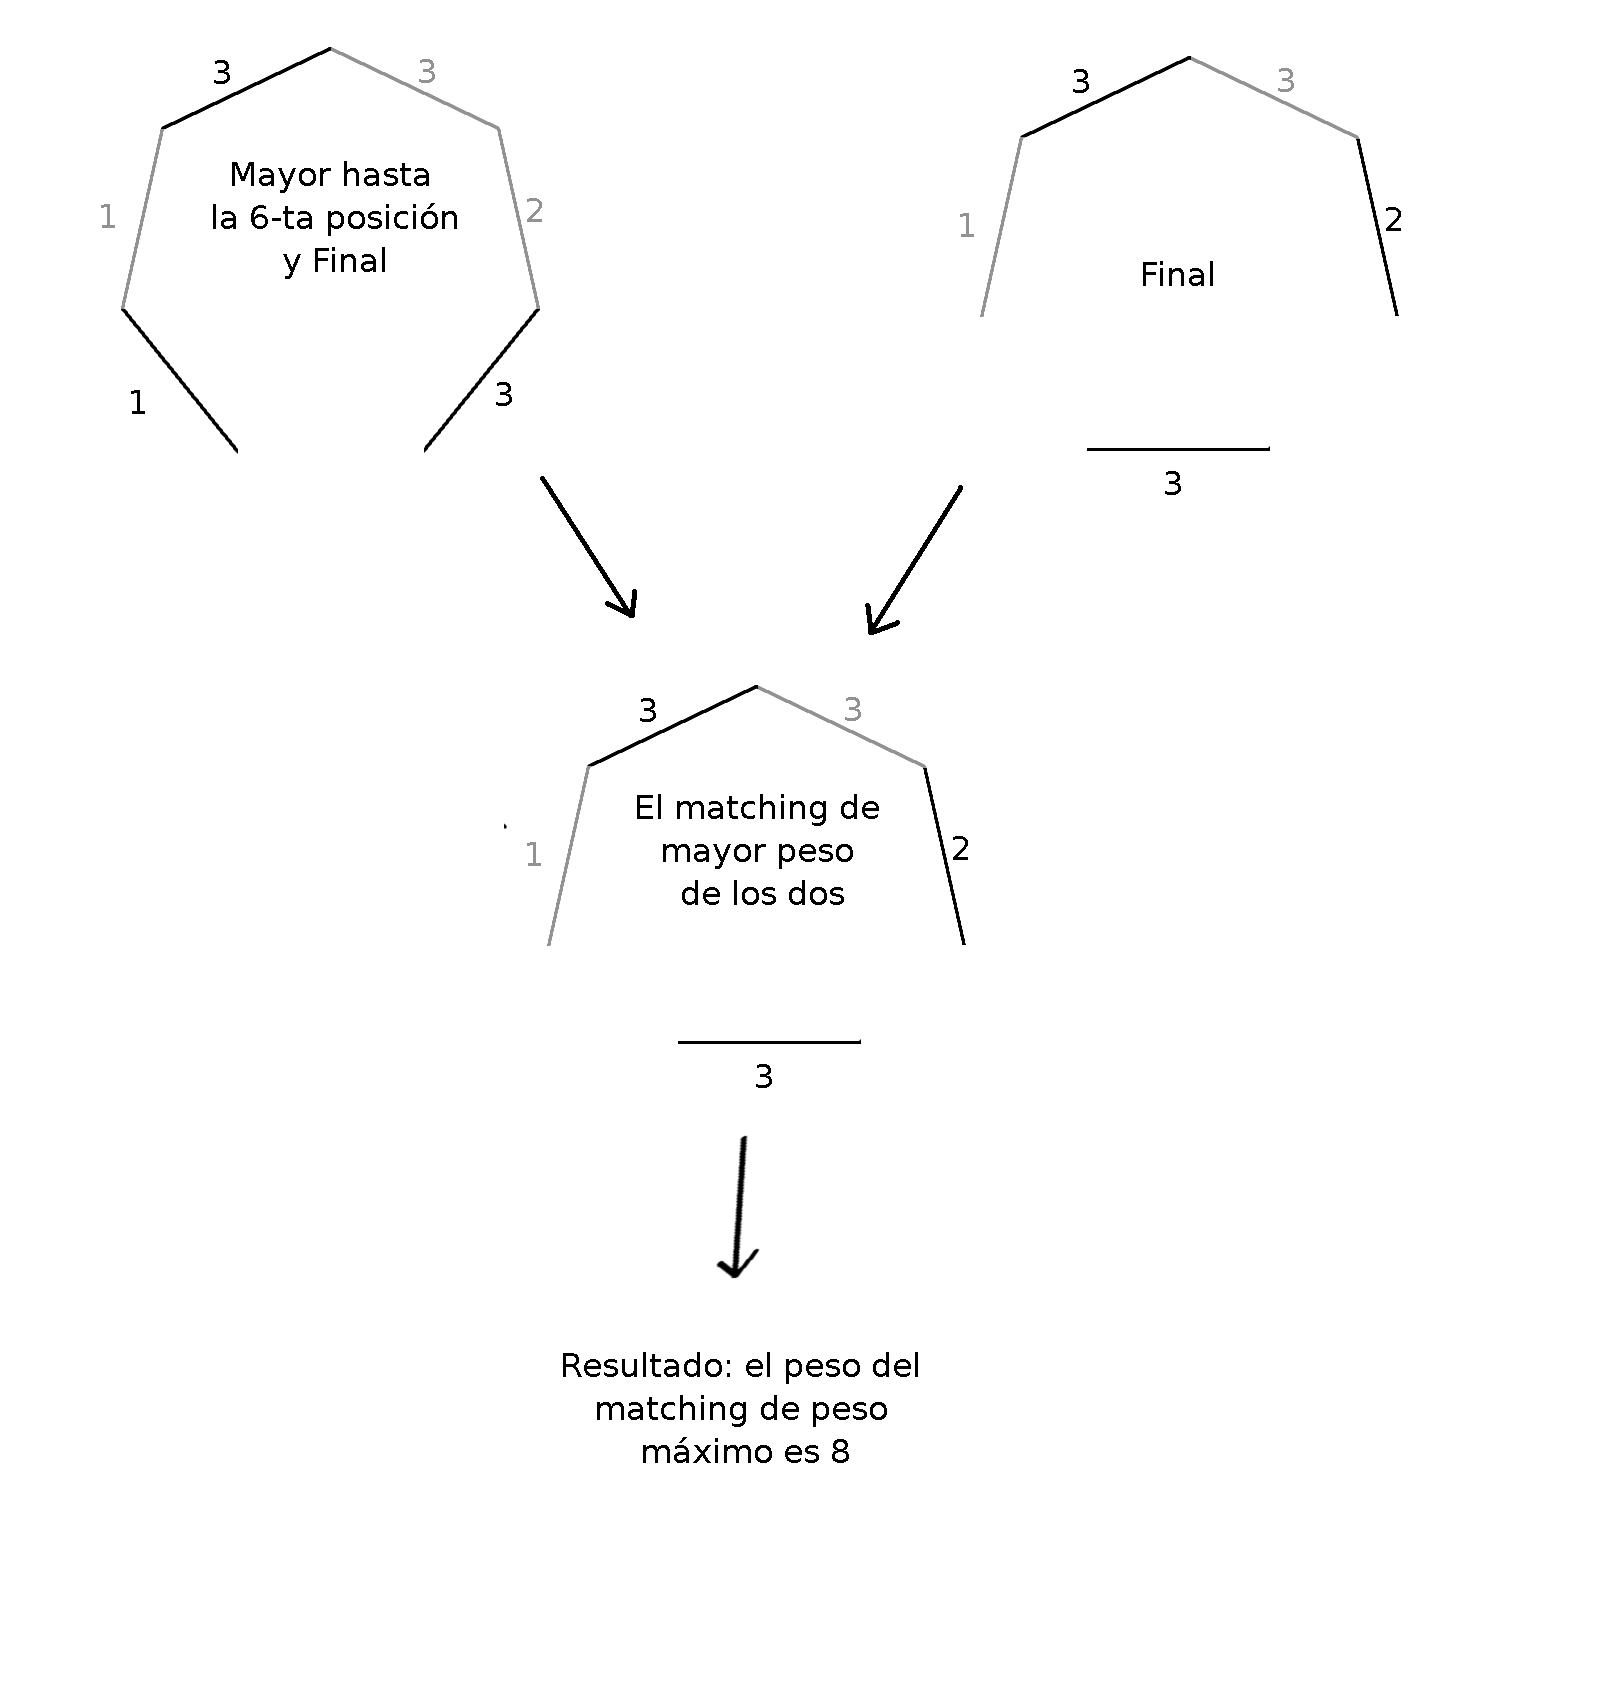 3
3
1
2
Mayor hasta
la 6-ta posición
y Final
1
3
3
3
1
2
Final
3
3
3
1
2
El matching de
mayor peso
de los dos
3
Resultado: el peso del
matching de peso
máximo es 8